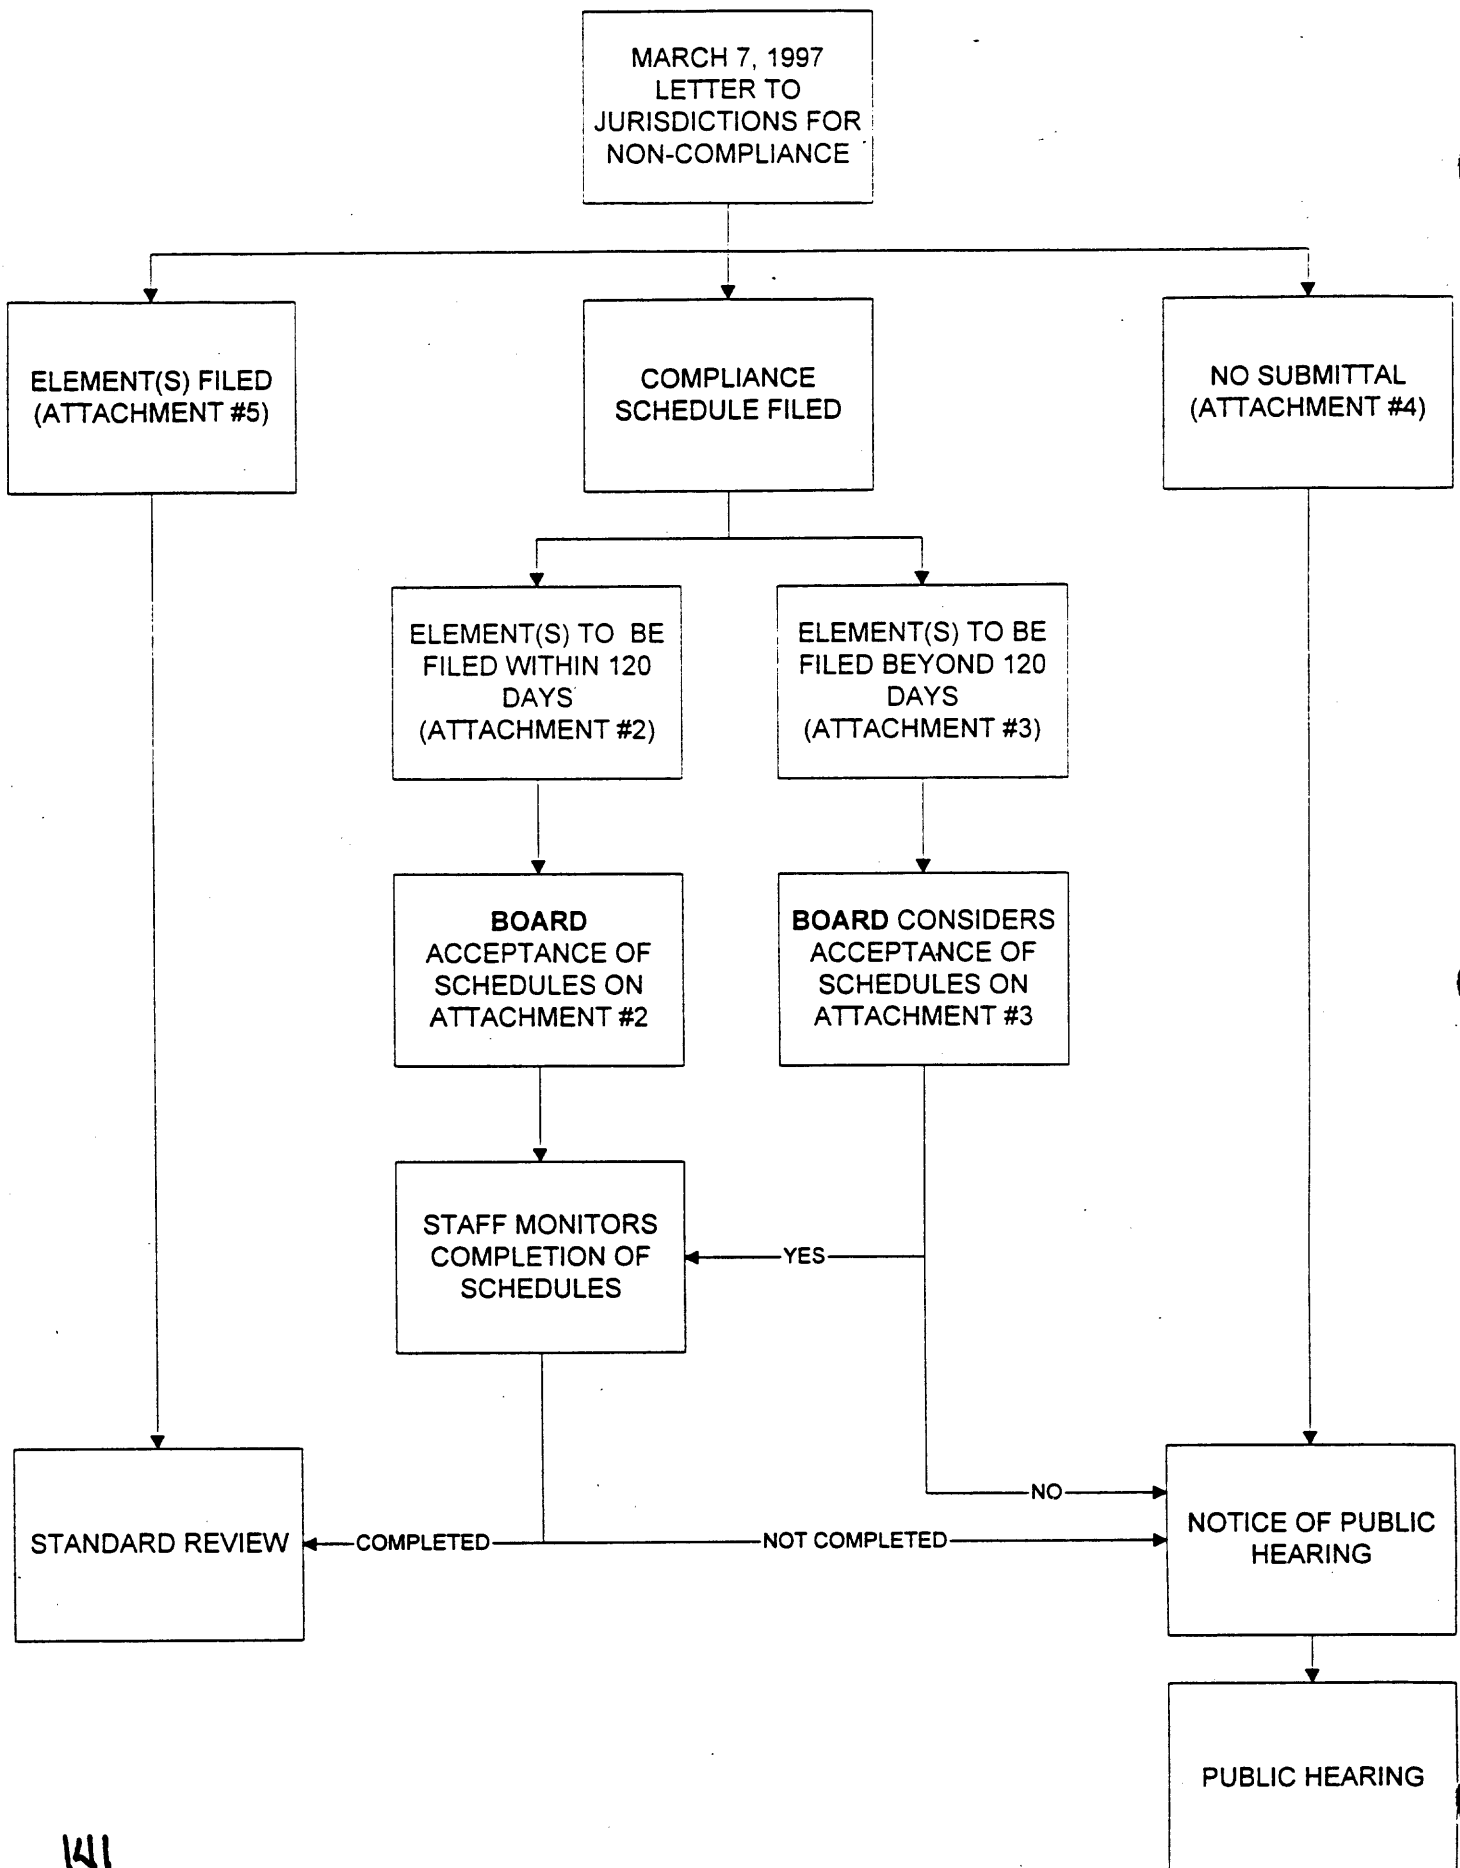 MARCH 7, 1997
LETTER TO
JURISDICTIONS FOR
NON-COMPLIANCE
ELEMENT(S) FILED
(ATTACHMENT #5)
COMPLIANCE
SCHEDULE FILED
NO SUBMITTAL
(ATTACHMENT #4)
ELEMENT(S) TO BE
FILED WITHIN 120
DAYS
(ATTACHMENT #2)
ELEMENT(S) TO BE
FILED BEYOND 120
DAYS
(ATTACHMENT #3)
BOARD
ACCEPTANCE OF
SCHEDULES ON
ATTACHMENT #2
BOARD CONSIDERS
ACCEPTANCE OF
SCHEDULES ON
ATTACHMENT #3
STAFF MONITORS
COMPLETION OF
SCHEDULES
YES
NO
STANDARD REVIEW
COMPLETED
NOT COMPLETED
NOTICE OF PUBLIC
HEARING
PUBLIC HEARING